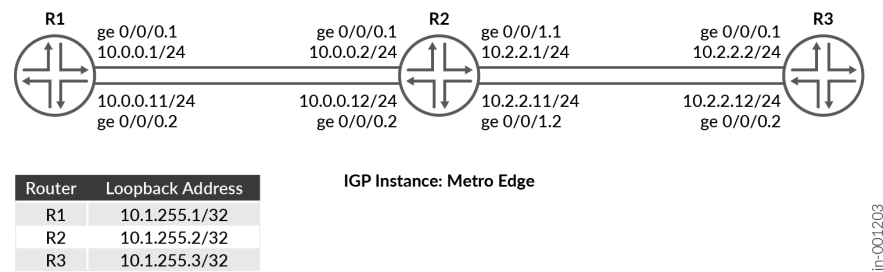 R1
R2
R3
ge 0/0/0.1
ge 0/0/0.1
ge 0/0/1.1
ge 0/0/0.1
10.0.0.1/24
10.0.0.2/24
10.2.2.1/24
10.2.2.2/24
10.0.0.11/24
10.0.0.12/24
10.2.2.11/24
10.2.2.12/24
ge 0/0/0.2
ge 0/0/0.2
ge 0/0/1.2
ge 0/0/0.2
IGP Instance: Metro Edge
Router Loopback Address
R1 10.1.255.1/32
R2 10.1.255.2/32
R3 10.1.255.3/32
in-001203